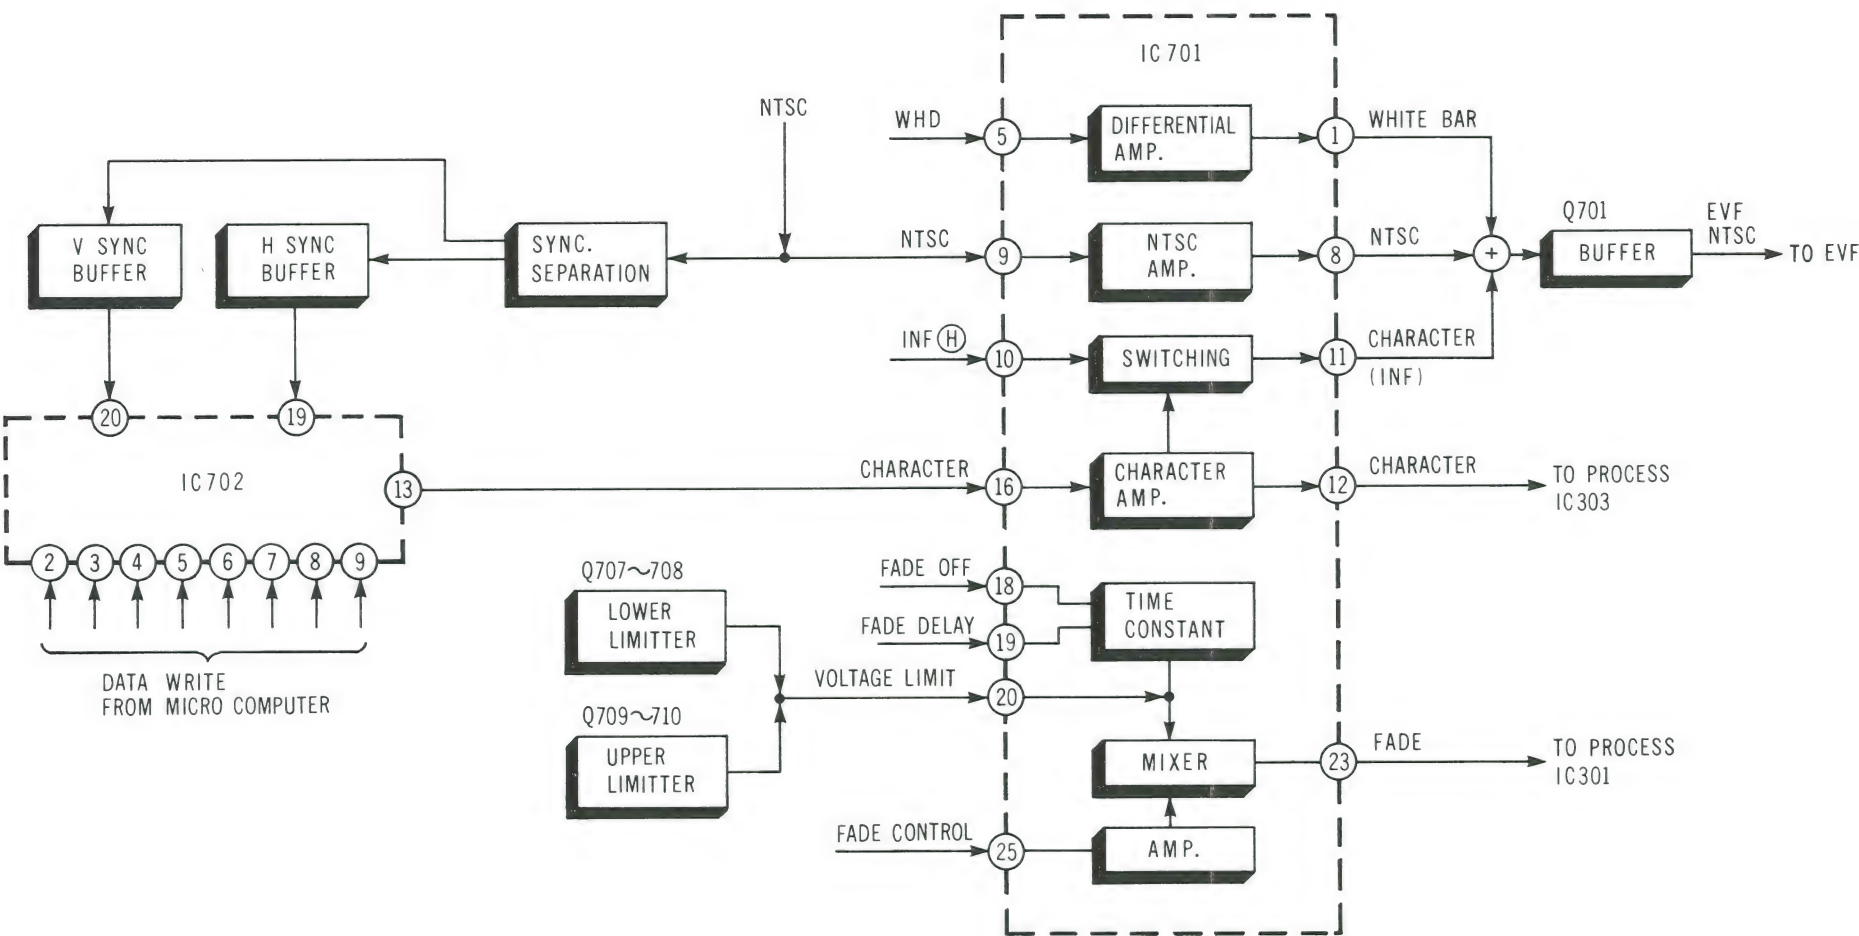 IC701
NTSC
WHD
5
DIFFERENTIAL
AMP.
1
WHITE BAR
V SYNC
BUFFER
H SYNC
BUFFER
SYNC.
SEPARATION
NTSC
9
NTSC
AMP.
8
NTSC
+
Q701
BUFFER
EVF
NTSC
TO EVF
INF H
10
SWITCHING
11
CHARACTER
(INF)
20
19
IC702
13
CHARACTER
16
CHARACTER
AMP.
12
CHARACTER
TO PROCESS
IC303
2
3
4
5
6
7
8
9
DATA WRITE
FROM MICRO COMPUTER
Q707~708
LOWER
LIMITTER
Q709~710
UPPER
LIMITTER
FADE OFF
18
FADE DELAY
19
TIME
CONSTANT
VOLTAGE LIMIT
20
MIXER
23
FADE
TO PROCESS
IC301
FADE CONTROL
25
AMP.